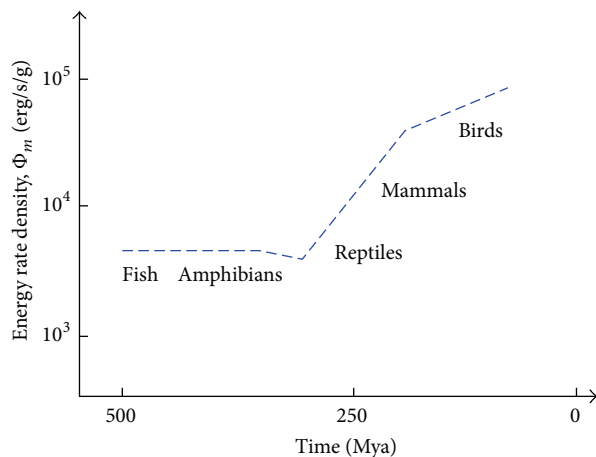 Energy rate density, Φm (erg/s/g)
10^5
10^4
10^3
Birds
Mammals
Reptiles
Fish Amphibians
500 250 0
Time (Mya)